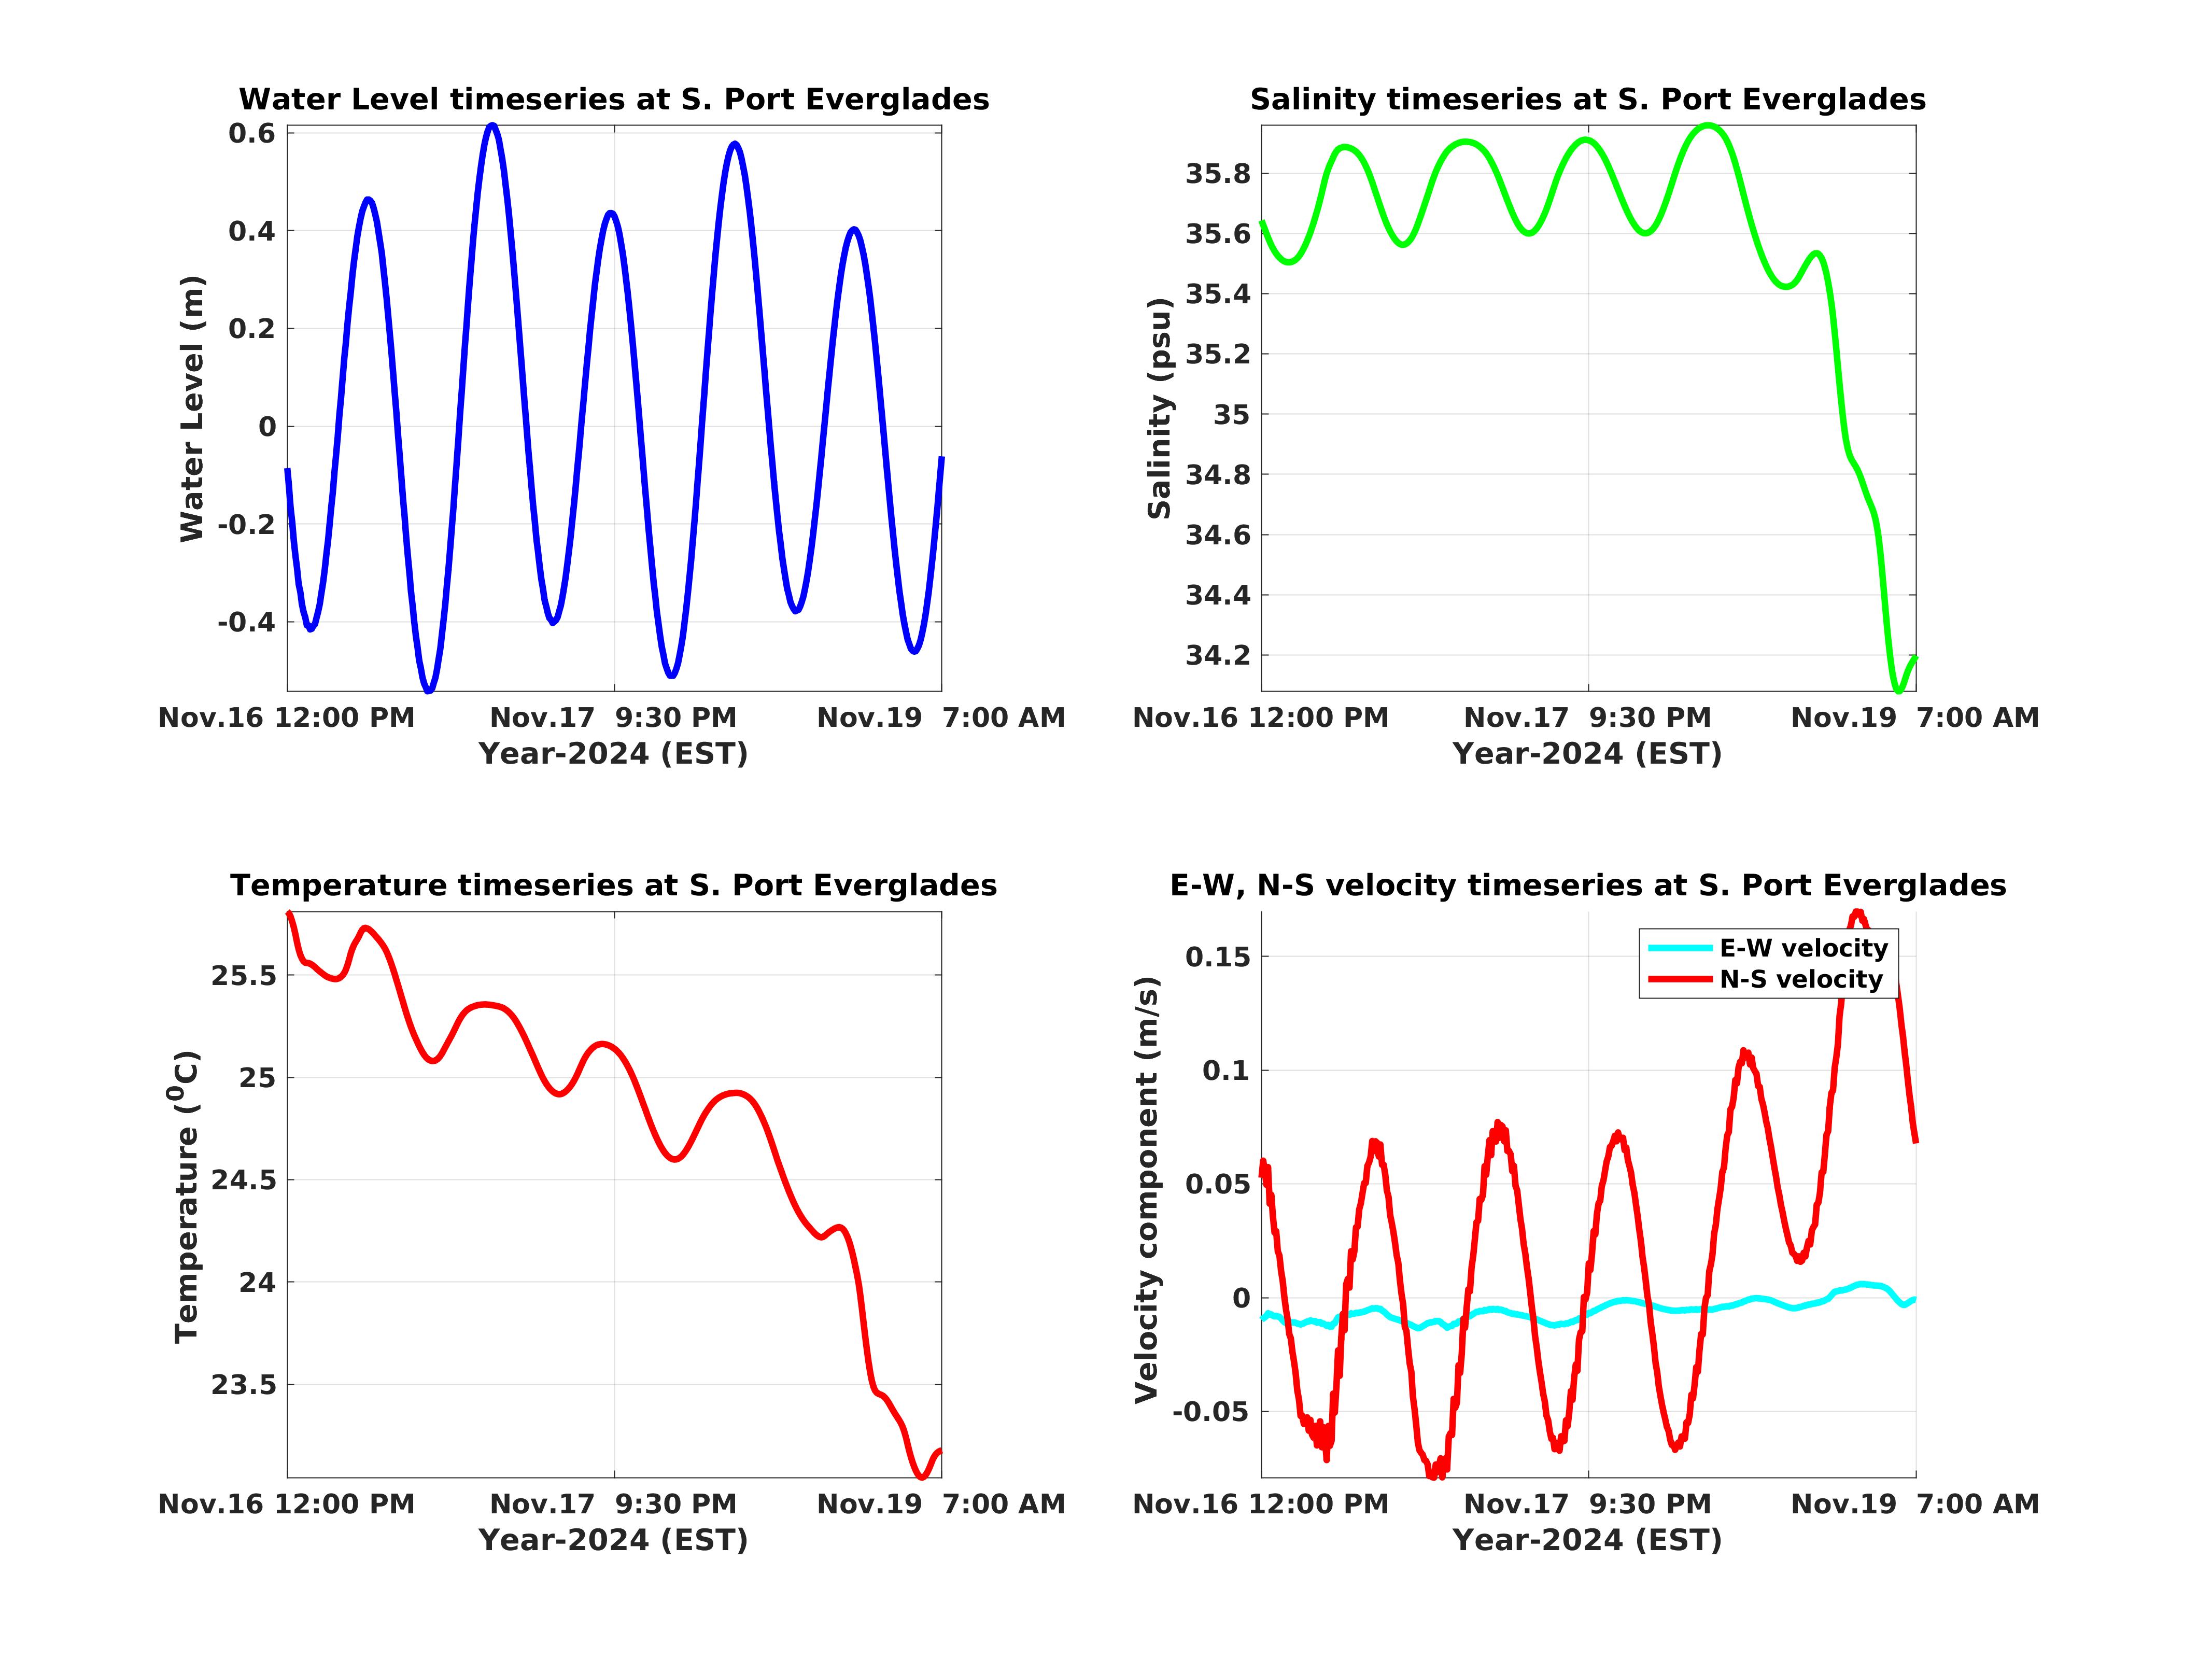 Water Level timeseries at S. Port Everglades
0.6
0.4
0.2
0
-0.2
-0.4
Water Level (m)
Nov.16 12:00 PM
Nov.17 9:30 PM
Nov.19 7:00 AM
Year-2024 (EST)
Salinity timeseries at S. Port Everglades
35.8
35.6
35.4
35.2
35
34.8
34.6
34.4
34.2
Salinity (psu)
Nov.16 12:00 PM
Nov.17 9:30 PM
Nov.19 7:00 AM
Year-2024 (EST)
Temperature timeseries at S. Port Everglades
25.5
25
24.5
24
23.5
Temperature (⁰C)
Nov.16 12:00 PM
Nov.17 9:30 PM
Nov.19 7:00 AM
Year-2024 (EST)
E-W, N-S velocity timeseries at S. Port Everglades
E-W velocity
N-S velocity
0.15
0.1
0.05
0
-0.05
Velocity component (m/s)
Nov.16 12:00 PM
Nov.17 9:30 PM
Nov.19 7:00 AM
Year-2024 (EST)